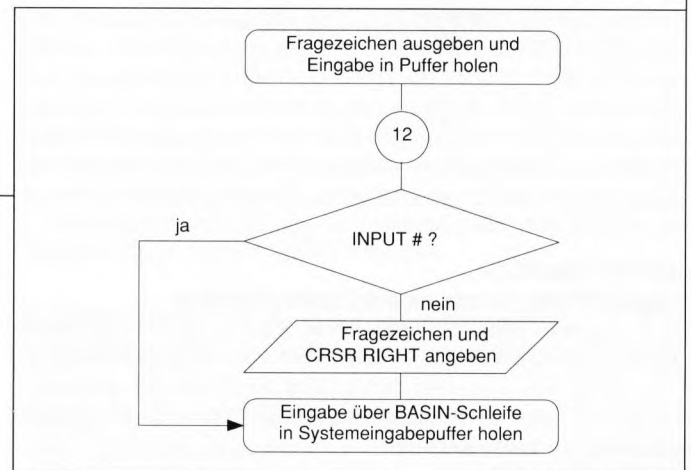 Fragezeichen ausgeben und
Eingabe in Puffer holen
12
INPUT # ?
ja
nein
Fragezeichen und
CRSR RIGHT angeben
Eingabe über BASIN-Schleife
in Systemeingabepuffer holen